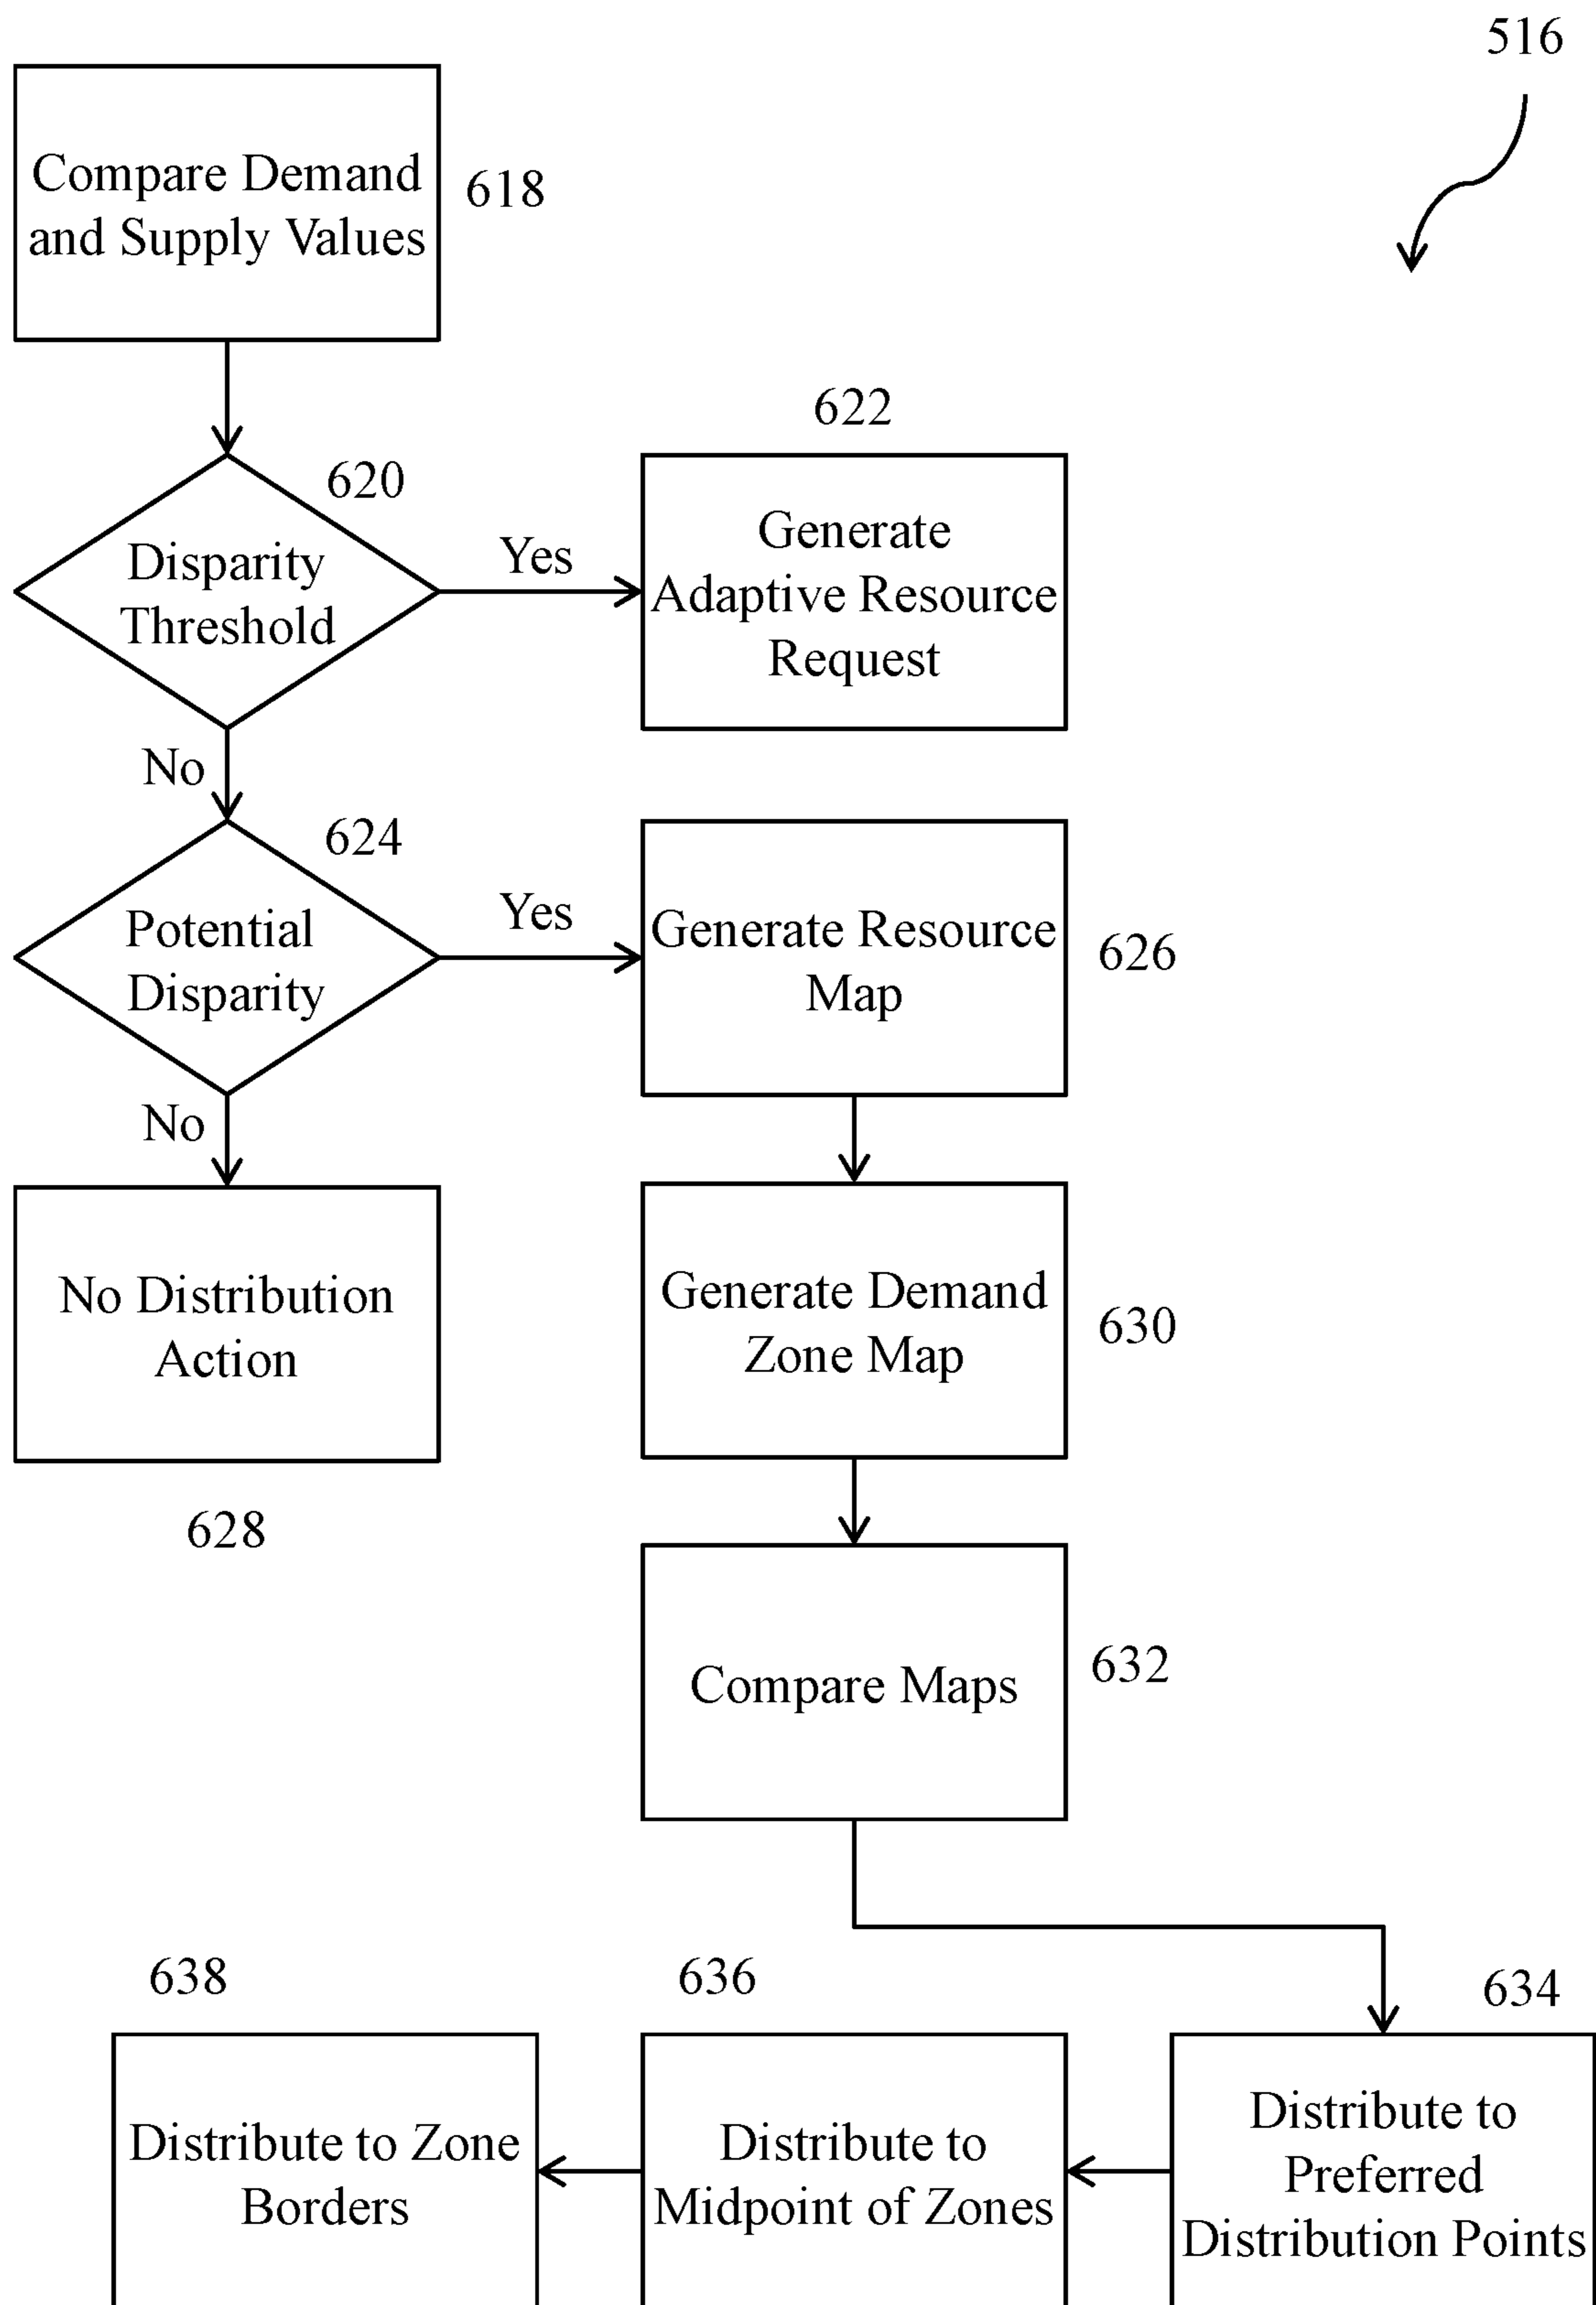 516
Compare Demand
and Supply Values
618
620
Disparity
Threshold
Yes
622
Generate
Adaptive Resource
Request
No
624
Potential
Disparity
Yes
Generate Resource
Map
626
No
No Distribution
Action
628
Generate Demand
Zone Map
630
Compare Maps
632
634
Distribute to
Preferred
Distribution Points
636
Distribute to
Midpoint of Zones
638
Distribute to Zone
Borders